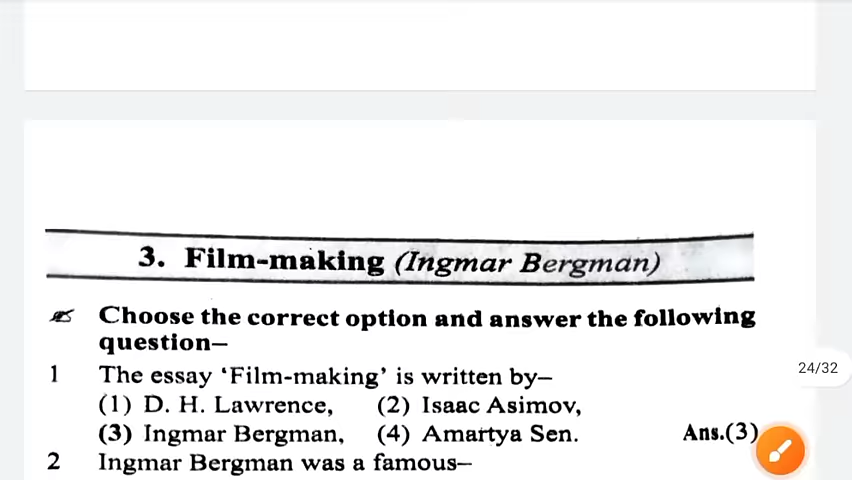 3. Film-making (Ingmar Bergman)
Choose the correct option and answer the following
question–
1 The essay ‘Film-making’ is written by–
(1) D. H. Lawrence, (2) Isaac Asimov,
(3) Ingmar Bergman, (4) Amartya Sen. Ans.(3)
2 Ingmar Bergman was a famous–
24/32